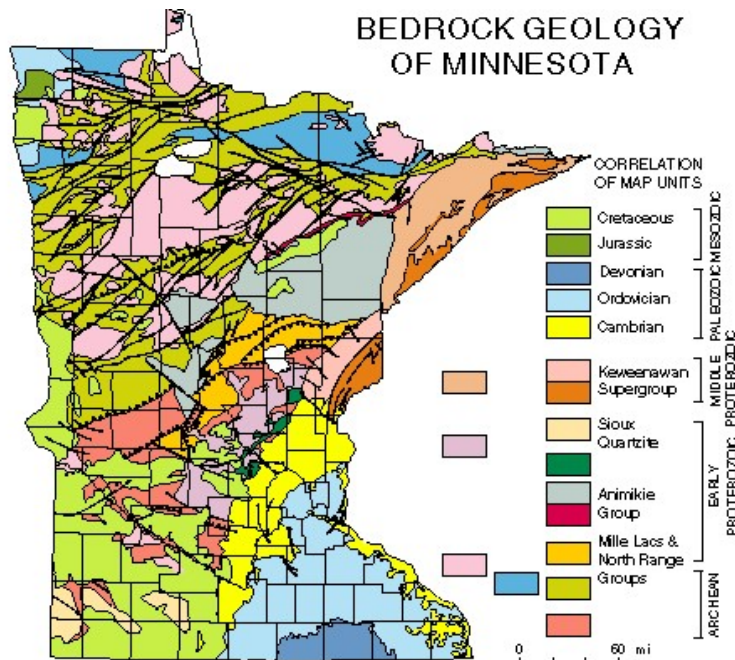 BEDROCK GEOLOGY
OF MINNESOTA
CORRELATION
OF MAP UNITS
Cretaceous
Jurassic
MESOZOIC
Devonian
Ordovician
Cambrian
PALEOZOIC
Keweenawan
Supergroup
MIDDLE
PROTEROZOIC
Sioux
Quartzite
Animikie
Group
Mille Lacs &
North Range
Groups
EARLY
PROTEROZOIC
ARCHEAN
0 60 mi